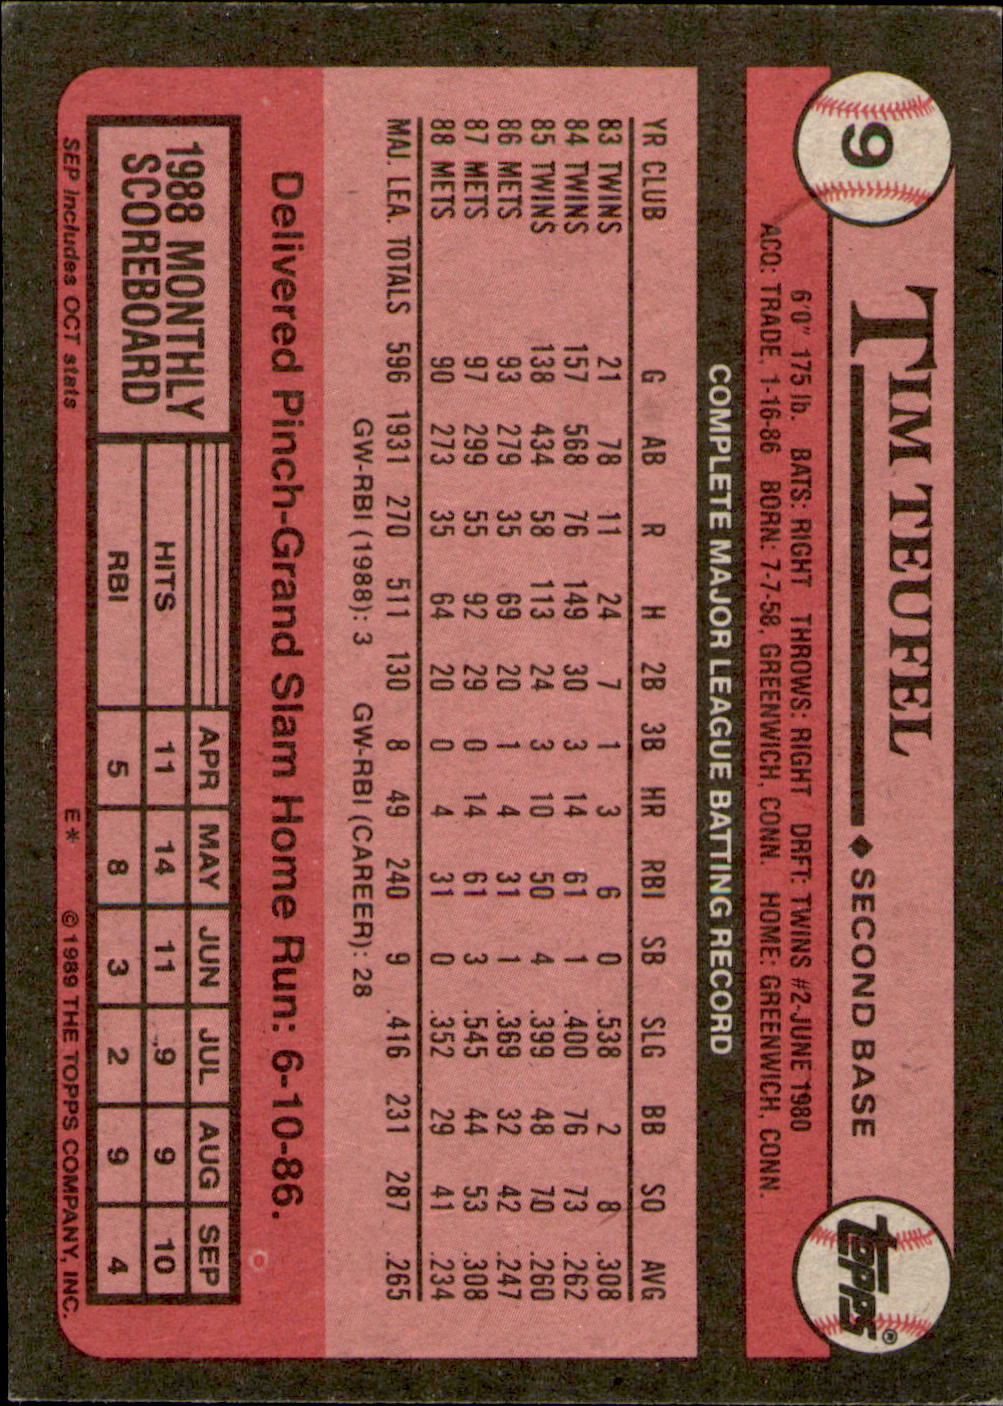 9
TIM TEUFEL
◆SECOND BASE
topps®
6'0" 175 lb. BATS: RIGHT THROWS: RIGHT DRFT: TWINS #2-JUNE 1980
ACQ: TRADE, 1-16-86 BORN: 7-7-58, GREENWICH, CONN. HOME: GREENWICH, CONN.
COMPLETE MAJOR LEAGUE BATTING RECORD
YR CLUB G AB R H 2B 3B HR RBI SB SLG BB SO AVG
83 TWINS 21 78 11 24 7 1 3 6 0 .538 2 8 .308
84 TWINS 157 568 76 149 30 3 14 61 1 .400 76 73 .262
85 TWINS 138 434 58 113 24 3 10 50 4 .399 48 70 .260
86 METS 93 279 35 69 20 1 4 31 1 .369 32 42 .247
87 METS 97 299 55 92 29 0 14 61 3 .545 44 53 .308
88 METS 90 273 35 64 20 0 4 31 0 .352 29 41 .234
MAJ. LEA. TOTALS 596 1931 270 511 130 8 49 240 9 .416 231 287 .265
GW-RBI (1988): 3 GW-RBI (CAREER): 28
Delivered Pinch-Grand Slam Home Run: 6-10-86.
1988 MONTHLY
SCOREBOARD
APR MAY JUN JUL AUG SEP
HITS 11 14 11 9 9 10
RBI 5 8 3 2 9 4
SEP includes OCT stats E* © 1989 THE TOPPS COMPANY, INC.